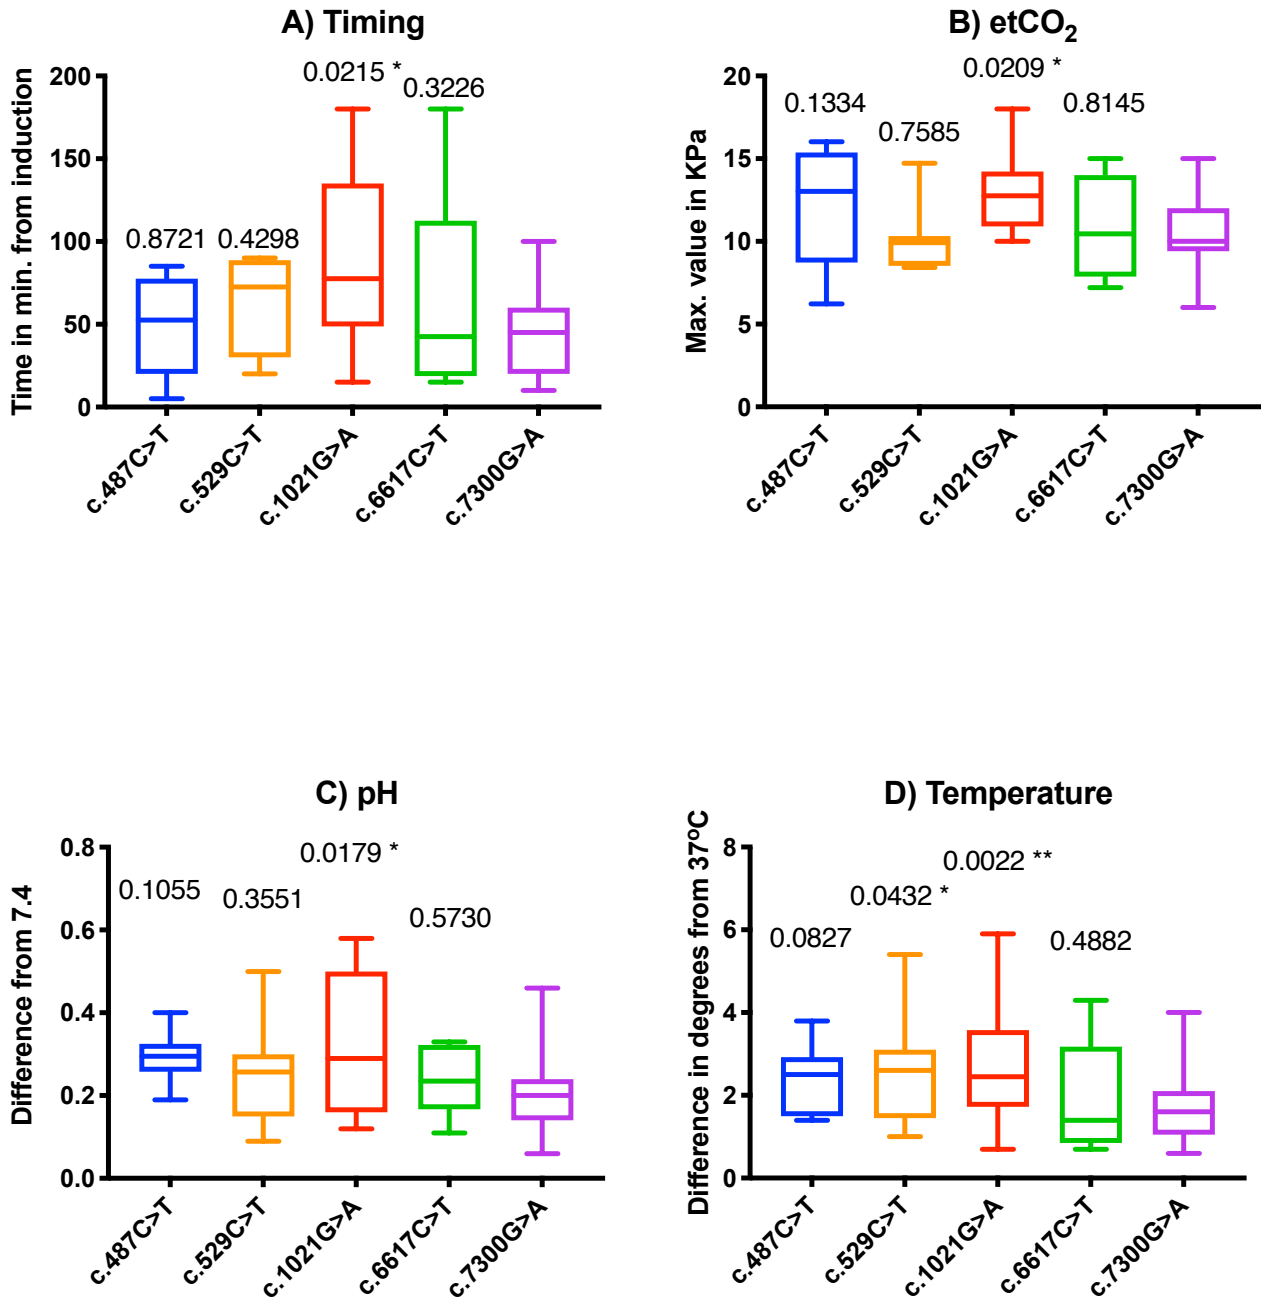 A) Timing
Time in min. from induction
200
150
100
50
0
0.8721
0.4298
0.0215 *
0.3226
c.487C>T
c.529C>T
c.1021G>A
c.6617C>T
c.7300G>A
B) etCO₂
Max. value in KPa
20
15
10
5
0
0.1334
0.7585
0.0209 *
0.8145
c.487C>T
c.529C>T
c.1021G>A
c.6617C>T
c.7300G>A
C) pH
Difference from 7.4
0.8
0.6
0.4
0.2
0.0
0.1055
0.3551
0.0179 *
0.5730
c.487C>T
c.529C>T
c.1021G>A
c.6617C>T
c.7300G>A
D) Temperature
Difference in degrees from 37ºC
8
6
4
2
0
0.0827
0.0432 *
0.0022 **
0.4882
c.487C>T
c.529C>T
c.1021G>A
c.6617C>T
c.7300G>A